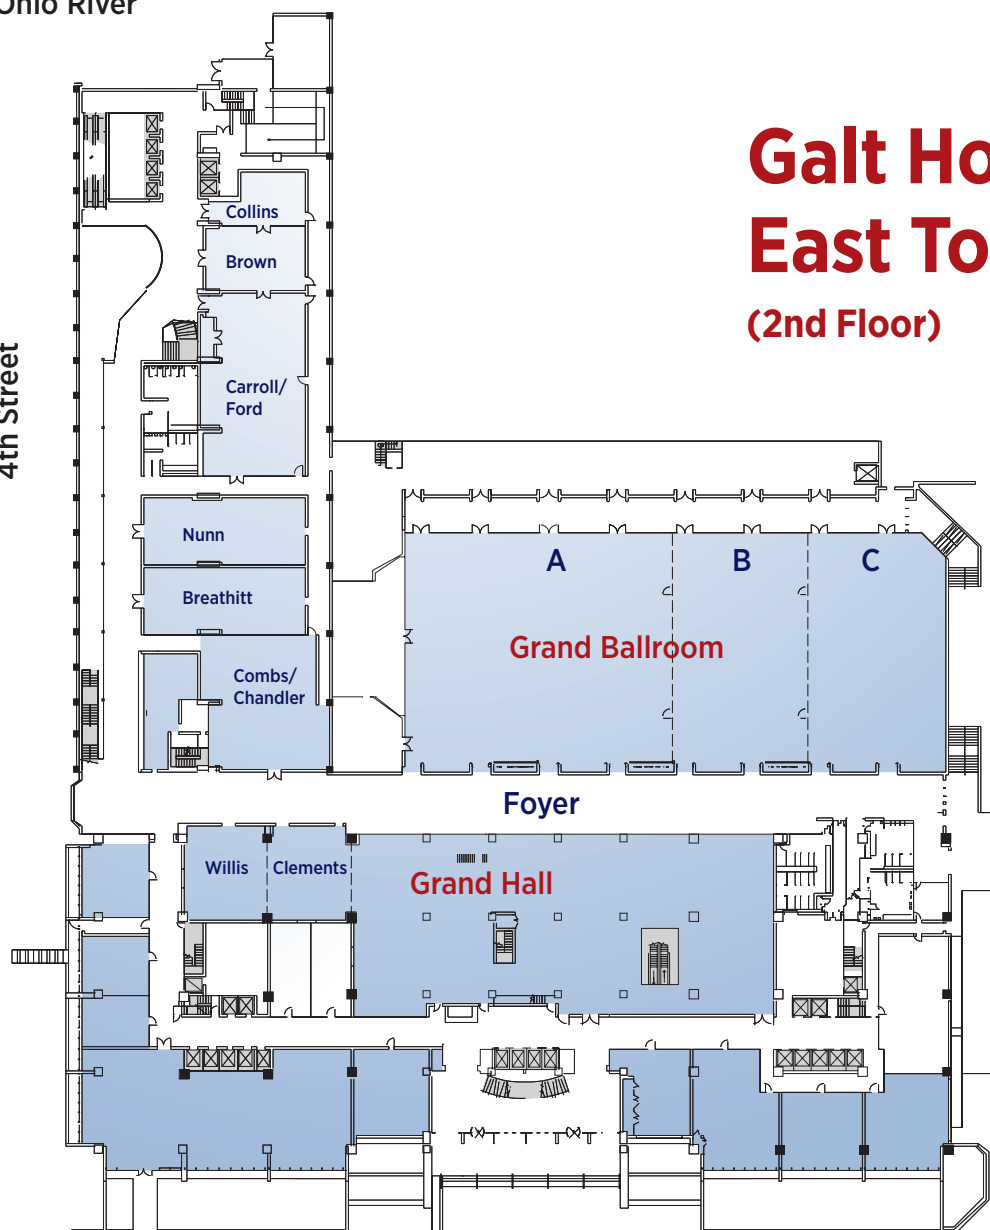 Ohio River
Galt Ho
East To
(2nd Floor)
4th Street
Collins
Brown
Carroll/
Ford
Nunn
Breathitt
Combs/
Chandler
A
B
C
Grand Ballroom
Foyer
Willis
Clements
Grand Hall